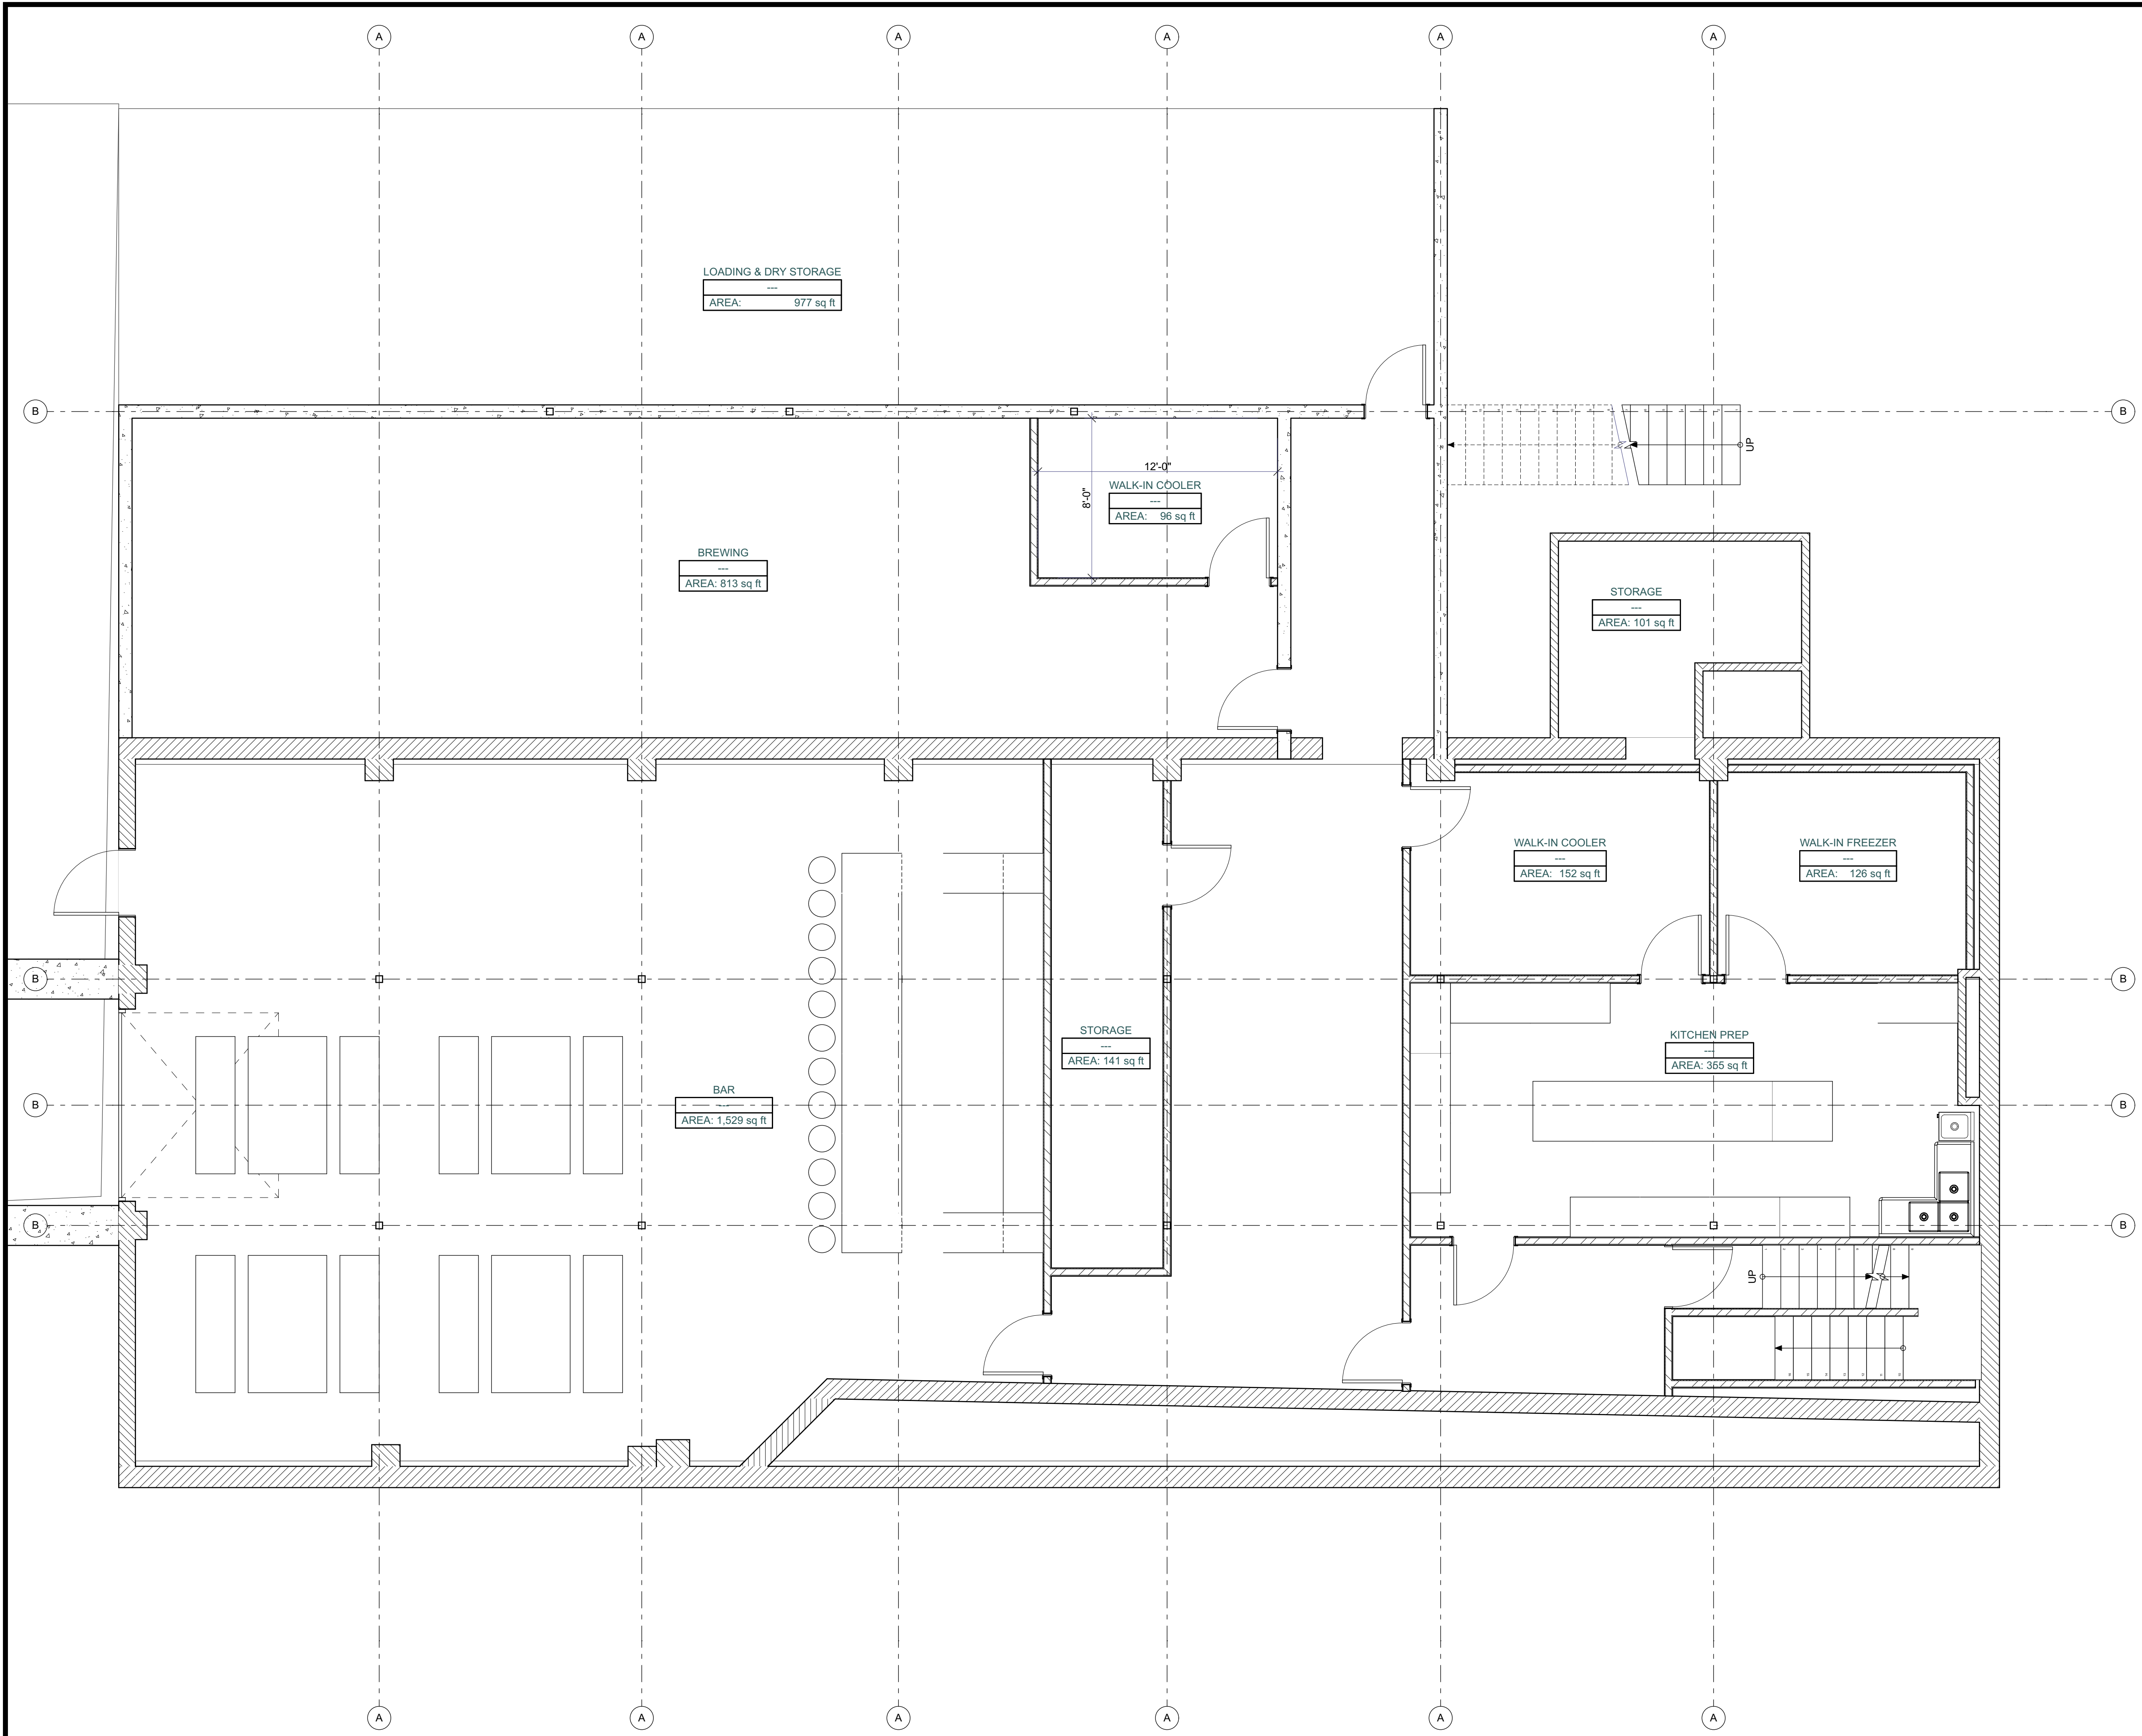 A A A A A A
LOADING & DRY STORAGE
---
AREA: 977 sq ft
B B
UP
12'-0"
8'-0"
WALK-IN COOLER
---
AREA: 96 sq ft
BREWING
---
AREA: 813 sq ft
STORAGE
---
AREA: 101 sq ft
WALK-IN COOLER
---
AREA: 152 sq ft
WALK-IN FREEZER
---
AREA: 126 sq ft
B B
STORAGE
---
AREA: 141 sq ft
KITCHEN PREP
---
AREA: 355 sq ft
BAR
---
AREA: 1,529 sq ft
B B
B B
UP
A A A A A A